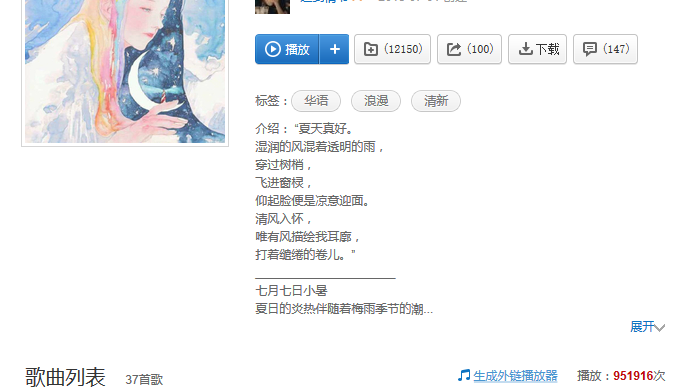 播放 + (12150) (100) 下载 (147)
标签： 华语 浪漫 清新
介绍： “夏天真好。
湿润的风混着透明的雨，
穿过树梢，
飞进窗棂，
仰起脸便是凉意迎面。
清风入怀，
唯有风描绘我耳廓，
打着缱绻的卷儿。”
七月七日小暑
夏日的炎热伴随着梅雨季节的潮...
展开
歌曲列表 37首歌 生成外链播放器 播放：951916次